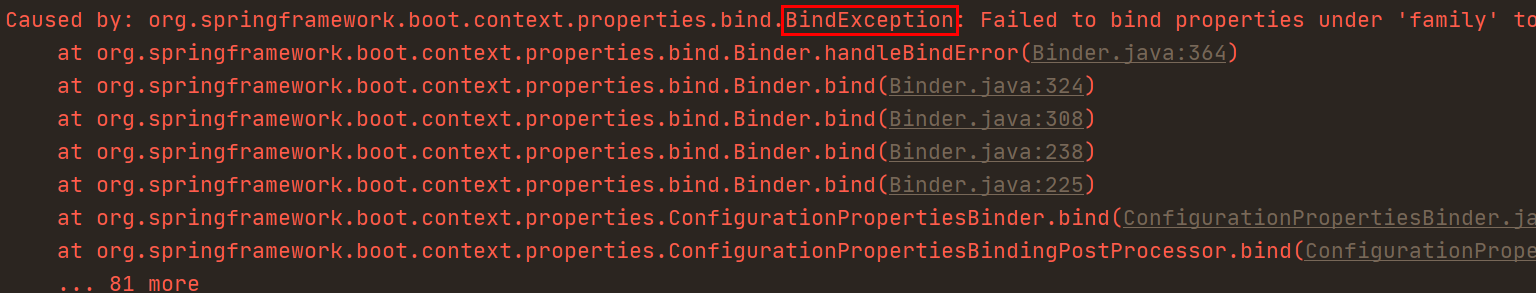 Caused by: org.springframework.boot.context.properties.bind.BindException: Failed to bind properties under 'family' to
at org.springframework.boot.context.properties.bind.Binder.handleBindError(Binder.java:364)
at org.springframework.boot.context.properties.bind.Binder.bind(Binder.java:324)
at org.springframework.boot.context.properties.bind.Binder.bind(Binder.java:308)
at org.springframework.boot.context.properties.bind.Binder.bind(Binder.java:238)
at org.springframework.boot.context.properties.bind.Binder.bind(Binder.java:225)
at org.springframework.boot.context.properties.ConfigurationPropertiesBinder.bind(ConfigurationPropertiesBinder.ja
at org.springframework.boot.context.properties.ConfigurationPropertiesBindingPostProcessor.bind(ConfigurationPrope
... 81 more